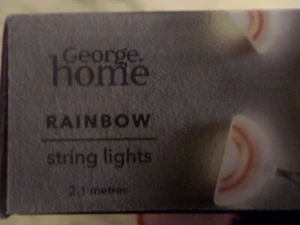 George.
home
RAINBOW
string lights
2.1 metres